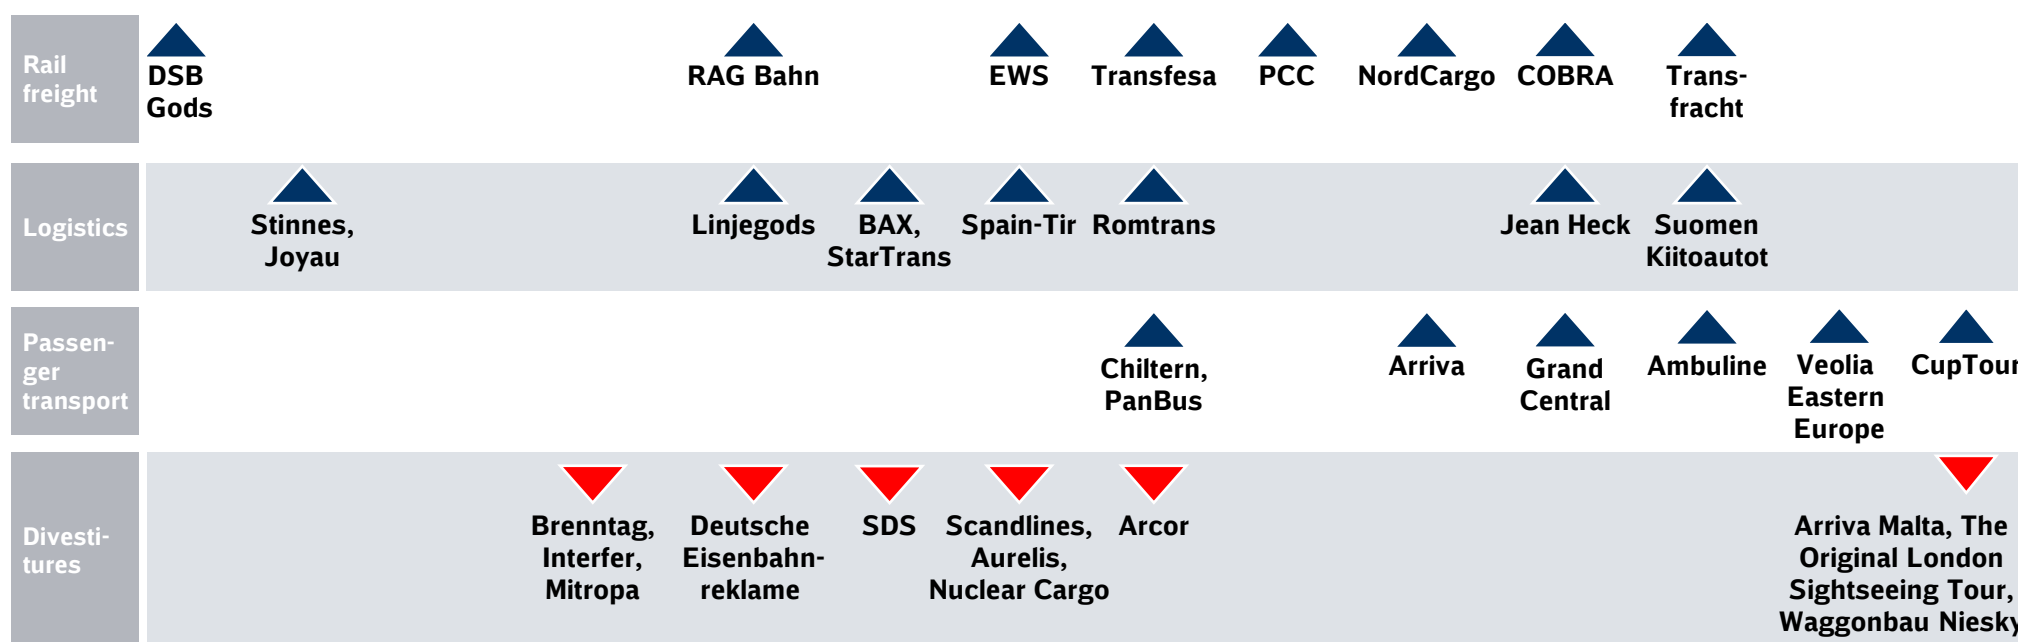 Rail
freight
DSB
Gods
RAG Bahn
EWS
Transfesa
PCC
NordCargo
COBRA
Trans-
fracht
Logistics
Stinnes,
Joyau
Linjegods
BAX,
StarTrans
Spain-Tir
Romtrans
Jean Heck
Suomen
Kiitoautot
Passen-
ger
transport
Chiltern,
PanBus
Arriva
Grand
Central
Ambuline
Veolia
Eastern
Europe
CupTour
Divesti-
tures
Brenntag,
Interfer,
Mitropa
Deutsche
Eisenbahn-
reklame
SDS
Scandlines,
Aurelis,
Nuclear Cargo
Arcor
Arriva Malta, The
Original London
Sightseeing Tour,
Waggonbau Niesky